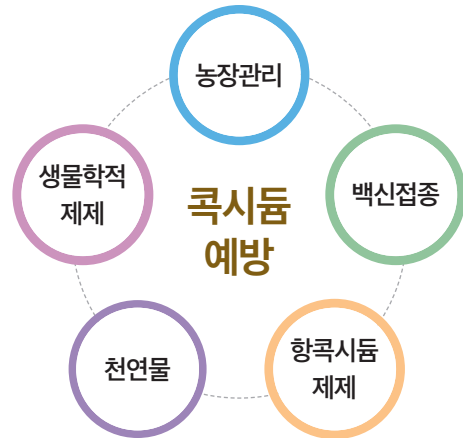 농장관리
생물학적
제제
백신접종
콕시듐
예방
천연물
항콕시듐
제제